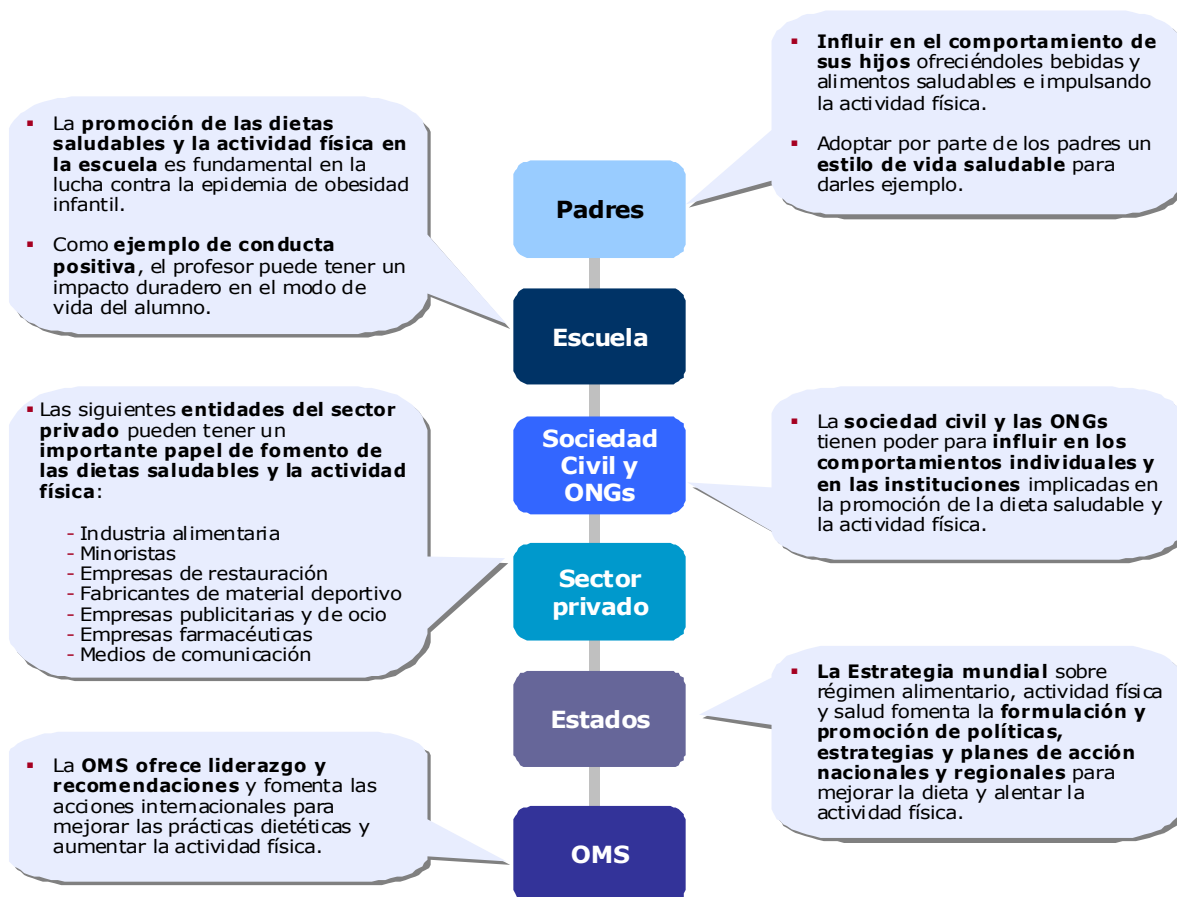 ▪ Influir en el comportamiento de
sus hijos ofreciéndoles bebidas y
alimentos saludables e impulsando
la actividad física.
▪ Adoptar por parte de los padres un
estilo de vida saludable para
darles ejemplo.
Padres
▪ La promoción de las dietas
saludables y la actividad física en
la escuela es fundamental en la
lucha contra la epidemia de obesidad
infantil.
▪ Como ejemplo de conducta
positiva, el profesor puede tener un
impacto duradero en el modo de
vida del alumno.
Escuela
▪ La sociedad civil y las ONGs
tienen poder para influir en los
comportamientos individuales y
en las instituciones implicadas en
la promoción de la dieta saludable y
la actividad física.
Sociedad
Civil y
ONGs
▪ Las siguientes entidades del sector
privado pueden tener un
importante papel de fomento de
las dietas saludables y la actividad
física:
- Industria alimentaria
- Minoristas
- Empresas de restauración
- Fabricantes de material deportivo
- Empresas publicitarias y de ocio
- Empresas farmacéuticas
- Medios de comunicación
Sector
privado
▪ La Estrategia mundial sobre
régimen alimentario, actividad física
y salud fomenta la formulación y
promoción de políticas,
estrategias y planes de acción
nacionales y regionales para
mejorar la dieta y alentar la
actividad física.
Estados
▪ La OMS ofrece liderazgo y
recomendaciones y fomenta las
acciones internacionales para
mejorar las prácticas dietéticas y
aumentar la actividad física.
OMS